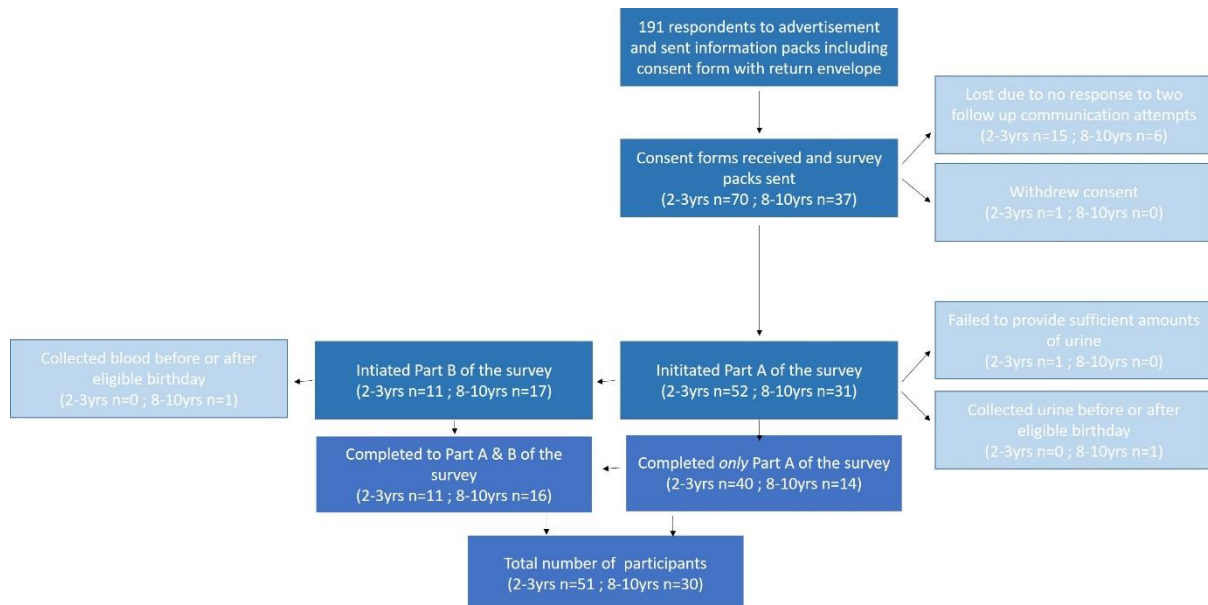 191 respondents to advertisement
and sent information packs including
consent form with return envelope
Lost due to no response to two
follow up communication attempts
(2-3yrs n=15 ; 8-10yrs n=6)
Consent forms received and survey
packs sent
(2-3yrs n=70 ; 8-10yrs n=37)
Withdrew consent
(2-3yrs n=1 ; 8-10yrs n=0)
Failed to provide sufficient amounts
of urine
(2-3yrs n=1 ; 8-10yrs n=0)
Collected blood before or after
eligible birthday
(2-3yrs n=0 ; 8-10yrs n=1)
Intiated Part B of the survey
(2-3yrs n=11 ; 8-10yrs n=17)
Inititated Part A of the survey
(2-3yrs n=52 ; 8-10yrs n=31)
Collected urine before or after
eligible birthday
(2-3yrs n=0 ; 8-10yrs n=1)
Completed to Part A & B of the
survey
(2-3yrs n=11 ; 8-10yrs n=16)
Completed only Part A of the survey
(2-3yrs n=40 ; 8-10yrs n=14)
Total number of participants
(2-3yrs n=51 ; 8-10yrs n=30)